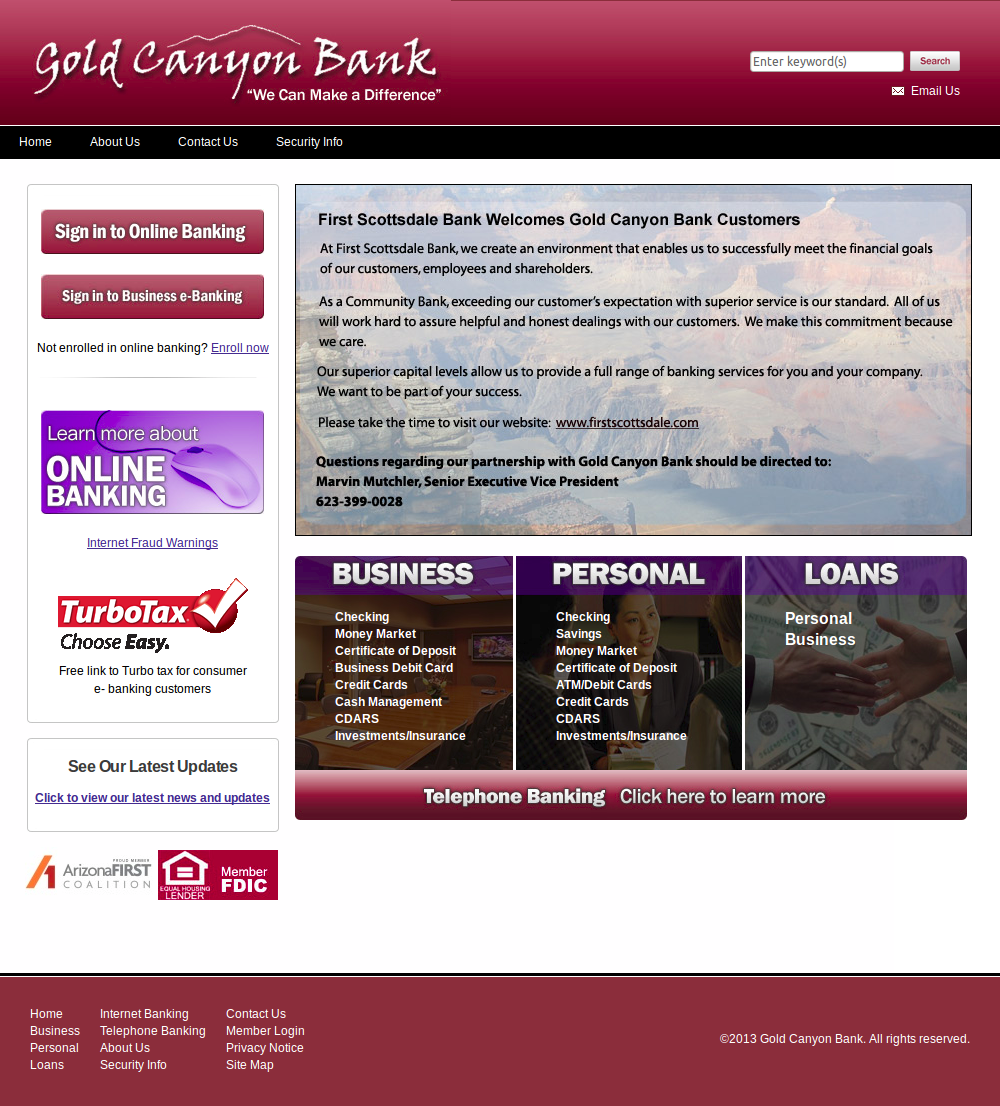 Gold Canyon Bank
“We Can Make a Difference”
Enter keyword(s)
Search
Email Us
Home
About Us
Contact Us
Security Info
Sign in to Online Banking
Sign in to Business e-Banking
Not enrolled in online banking? Enroll now
Learn more about
ONLINE
BANKING
Internet Fraud Warnings
TurboTax
Choose Easy.
Free link to Turbo tax for consumer
e- banking customers
See Our Latest Updates
Click to view our latest news and updates
PROUD MEMBER
ArizonaFIRST
COALITION
EQUAL HOUSING
LENDER
Member
FDIC
First Scottsdale Bank Welcomes Gold Canyon Bank Customers
At First Scottsdale Bank, we create an environment that enables us to successfully meet the financial goals
of our customers, employees and shareholders.
As a Community Bank, exceeding our customer’s expectation with superior service is our standard. All of us
will work hard to assure helpful and honest dealings with our customers. We make this commitment because
we care.
Our superior capital levels allow us to provide a full range of banking services for you and your company.
We want to be part of your success.
Please take the time to visit our website: www.firstscottsdale.com
Questions regarding our partnership with Gold Canyon Bank should be directed to:
Marvin Mutchler, Senior Executive Vice President
623-399-0028
BUSINESS
Checking
Money Market
Certificate of Deposit
Business Debit Card
Credit Cards
Cash Management
CDARS
Investments/Insurance
PERSONAL
Checking
Savings
Money Market
Certificate of Deposit
ATM/Debit Cards
Credit Cards
CDARS
Investments/Insurance
LOANS
Personal
Business
Telephone Banking Click here to learn more
Home
Business
Personal
Loans
Internet Banking
Telephone Banking
About Us
Security Info
Contact Us
Member Login
Privacy Notice
Site Map
©2013 Gold Canyon Bank. All rights reserved.